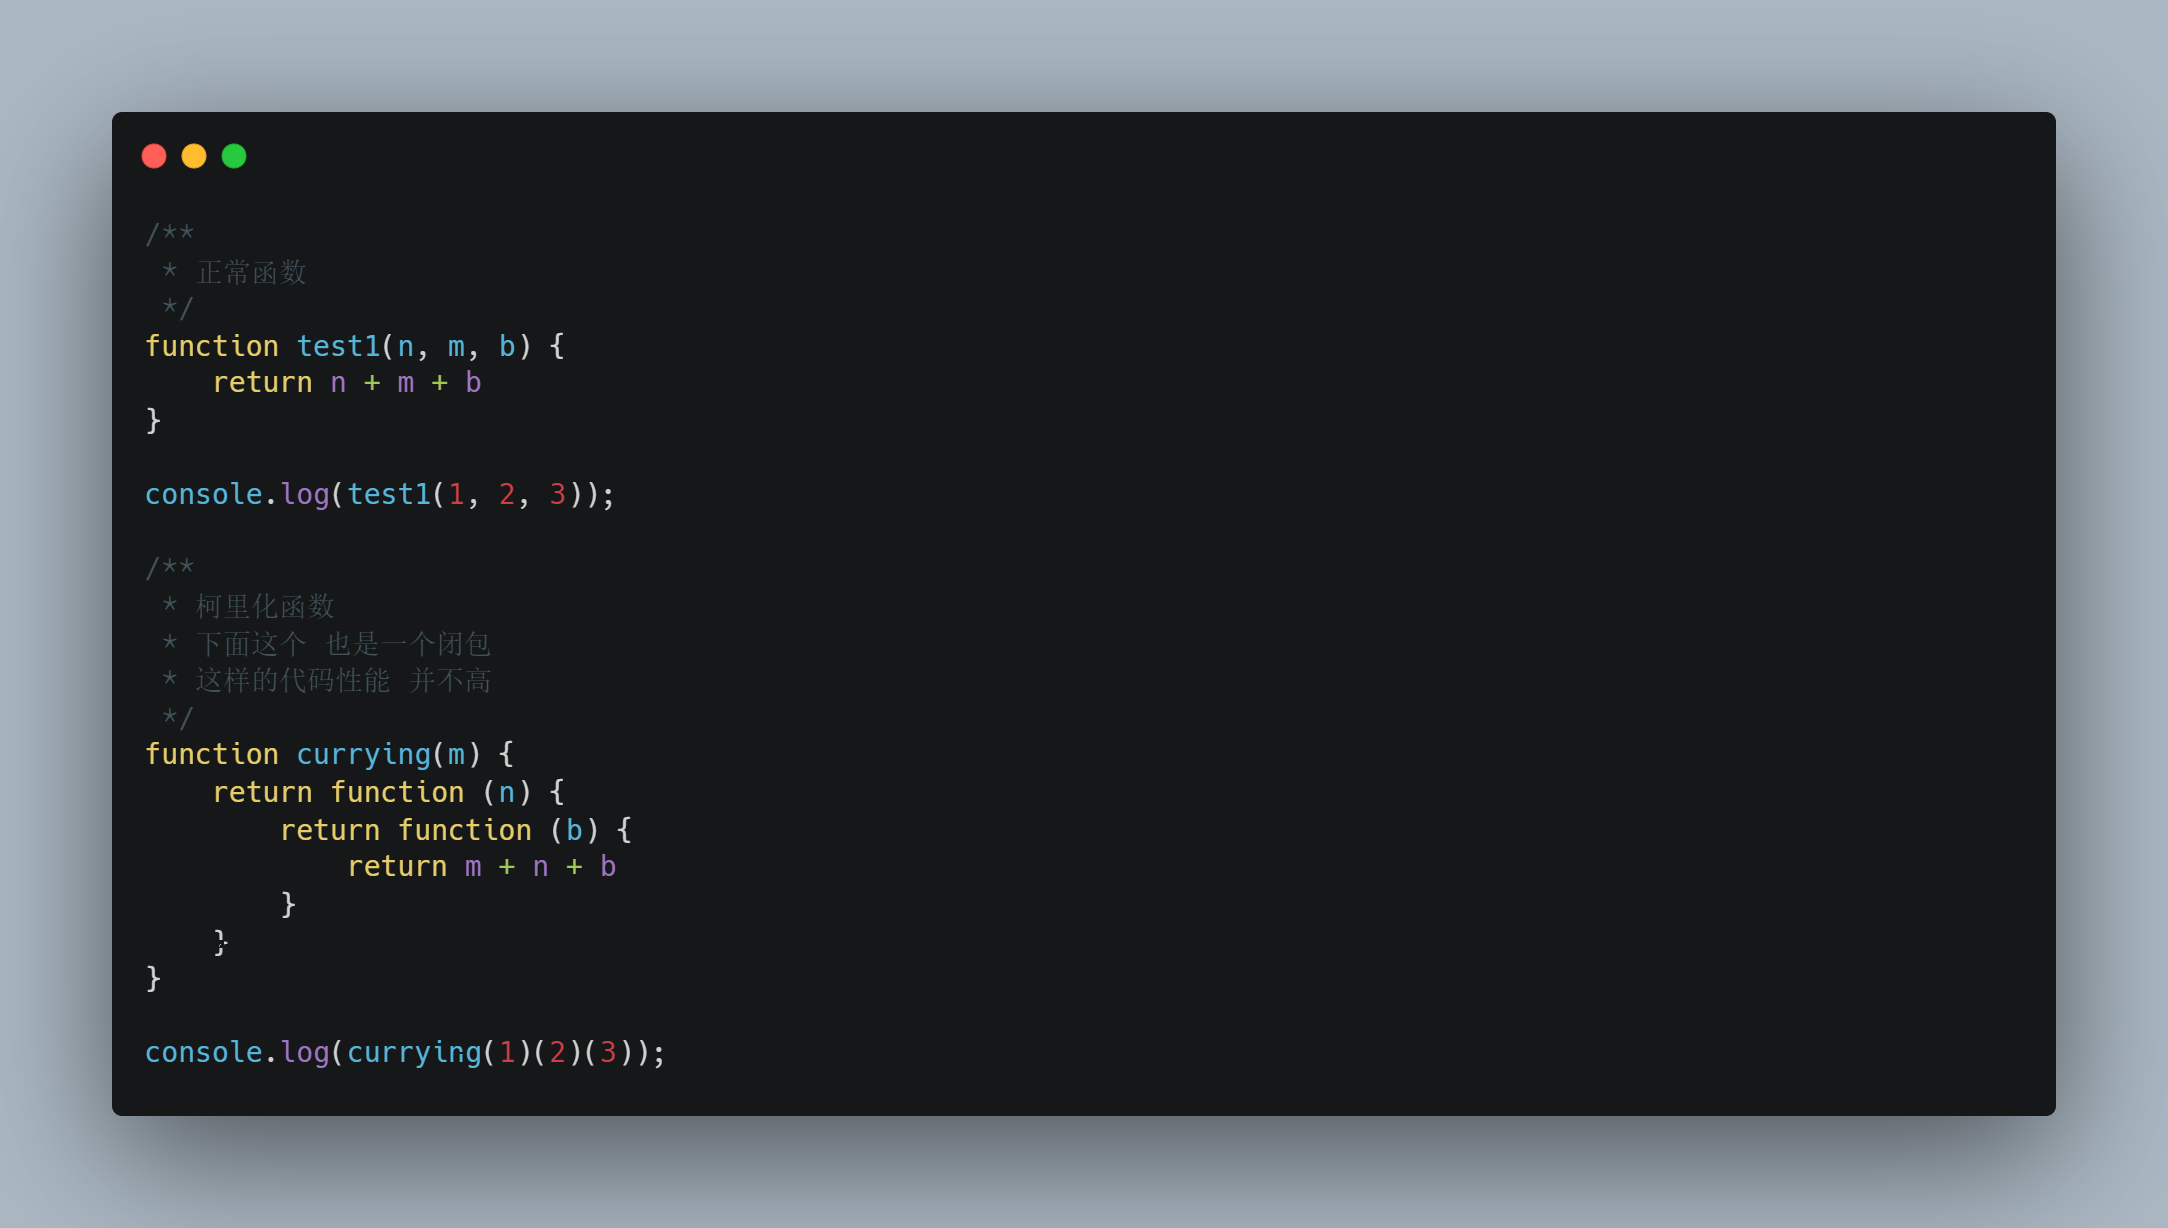 /**
 * 正常函数
 */
function test1(n, m, b) {
    return n + m + b
}

console.log(test1(1, 2, 3));

/**
 * 柯里化函数
 * 下面这个 也是一个闭包
 * 这样的代码性能 并不高
 */
function currying(m) {
    return function (n) {
        return function (b) {
            return m + n + b
        }
    }
}

console.log(currying(1)(2)(3));